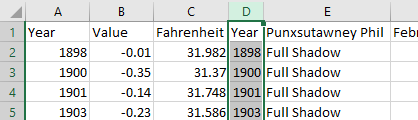 A B C D E
1 Year Value Fahrenheit Year Punxsutawney Phil Febr
2 1898 -0.01 31.982 1898 Full Shadow
3 1900 -0.35 31.37 1900 Full Shadow
4 1901 -0.14 31.748 1901 Full Shadow
5 1903 -0.23 31.586 1903 Full Shadow